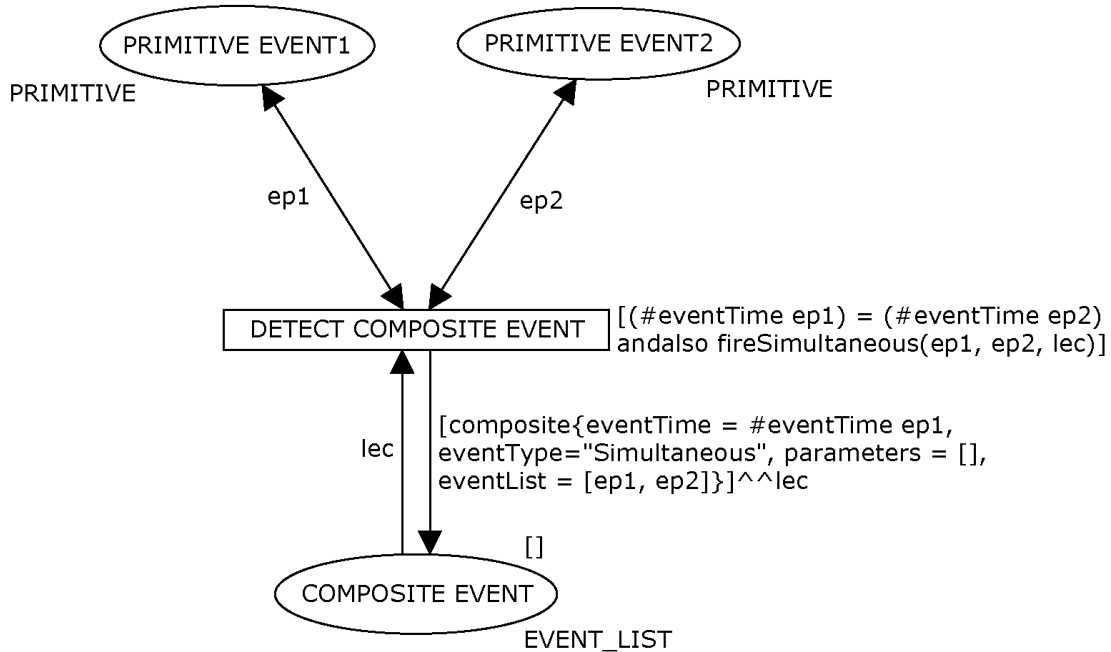 PRIMITIVE EVENT1
PRIMITIVE EVENT2
PRIMITIVE
PRIMITIVE
ep1
ep2
DETECT COMPOSITE EVENT
[(#eventTime ep1) = (#eventTime ep2)
andalso fireSimultaneous(ep1, ep2, lec)]
lec
[composite{eventTime = #eventTime ep1,
eventType="Simultaneous", parameters = [],
eventList = [ep1, ep2]}]^^lec
[]
COMPOSITE EVENT
EVENT_LIST